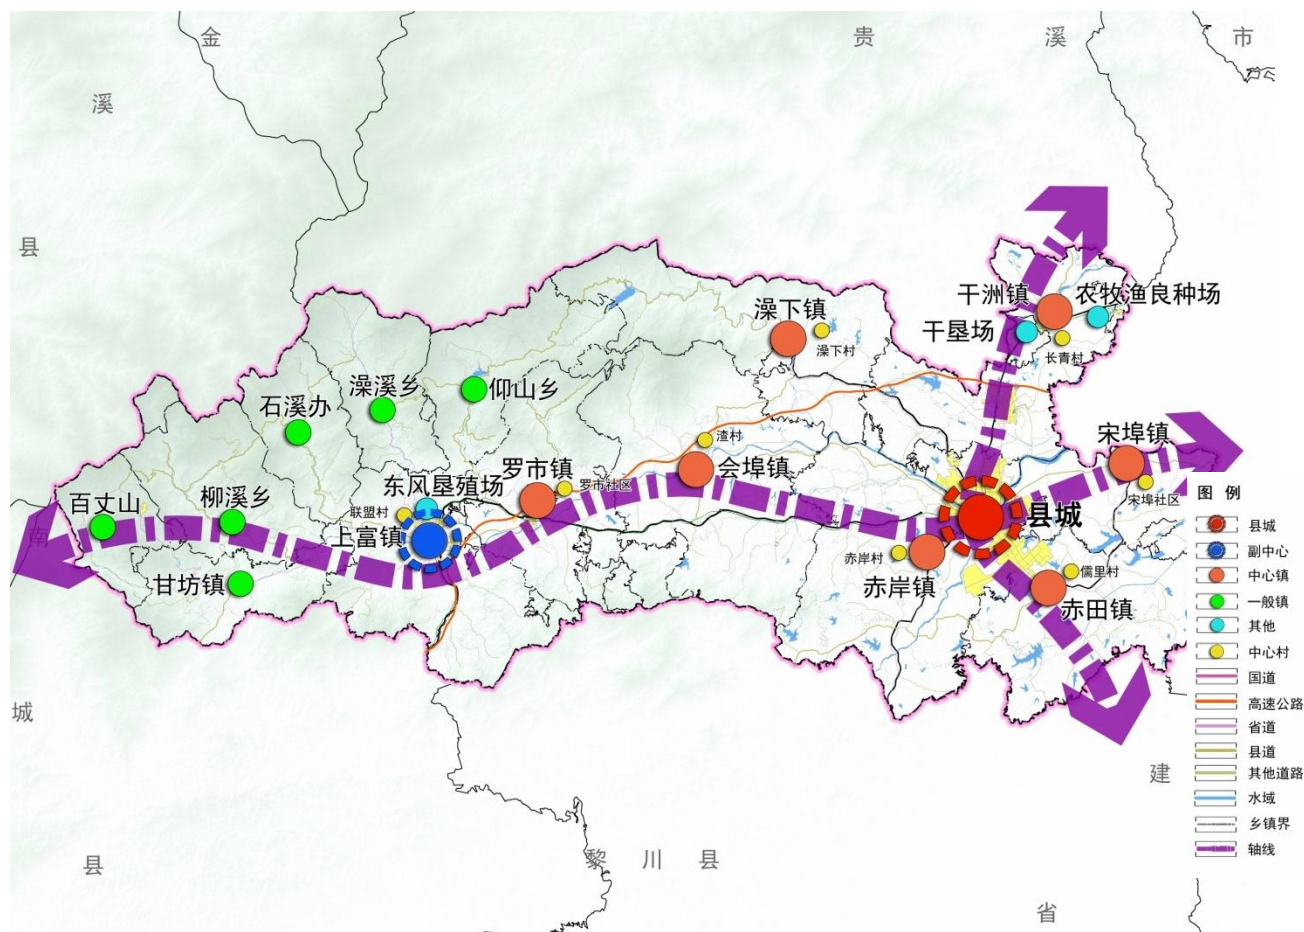 金
贵
溪
市
溪
县
干洲镇
农牧渔良种场
澡下镇
干垦场
澡下村
长青村
澡溪乡
仰山乡
石溪办
宋埠镇
渣村
会埠镇
罗市镇
罗市社区
东风垦殖场
百丈山
柳溪乡
联盟村
宋埠社区
县城
南
上富镇
赤岸村
儒里村
甘坊镇
赤岸镇
赤田镇
城
建
县
黎川县
省
图 例
县城
副中心
中心镇
一般镇
其他
中心村
国道
高速公路
省道
县道
其他道路
水域
乡镇界
轴线